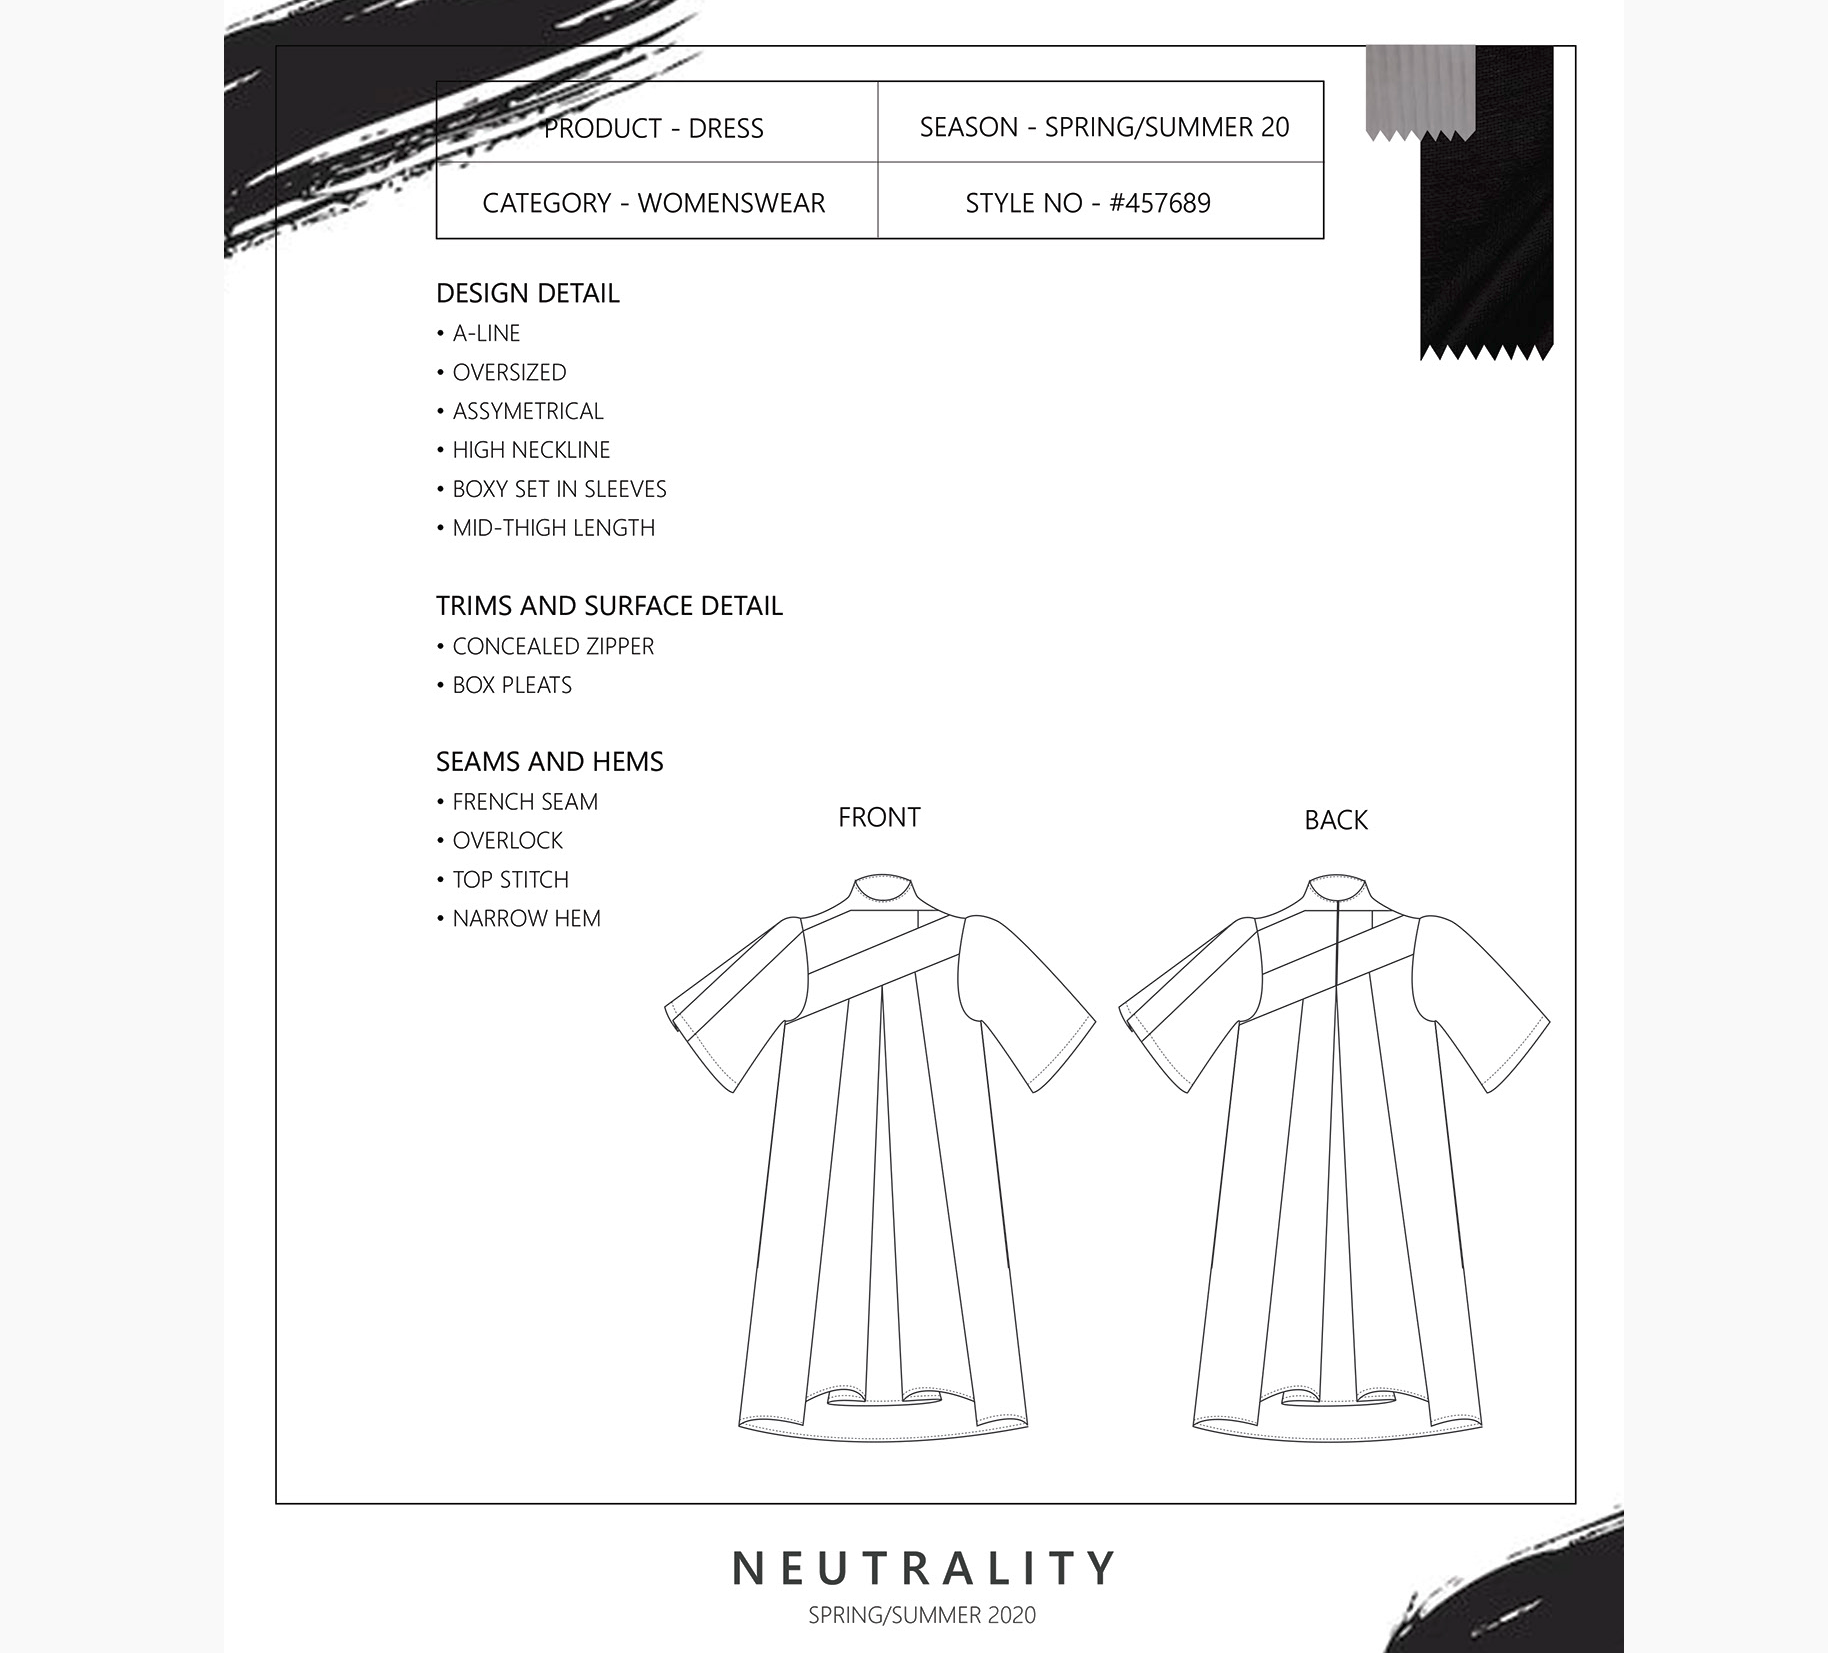 PRODUCT - DRESS
SEASON - SPRING/SUMMER 20
CATEGORY - WOMENSWEAR
STYLE NO - #457689
DESIGN DETAIL
• A-LINE
• OVERSIZED
• ASSYMETRICAL
• HIGH NECKLINE
• BOXY SET IN SLEEVES
• MID-THIGH LENGTH
TRIMS AND SURFACE DETAIL
• CONCEALED ZIPPER
• BOX PLEATS
SEAMS AND HEMS
• FRENCH SEAM
• OVERLOCK
• TOP STITCH
• NARROW HEM
FRONT
BACK
NEUTRALITY
SPRING/SUMMER 2020